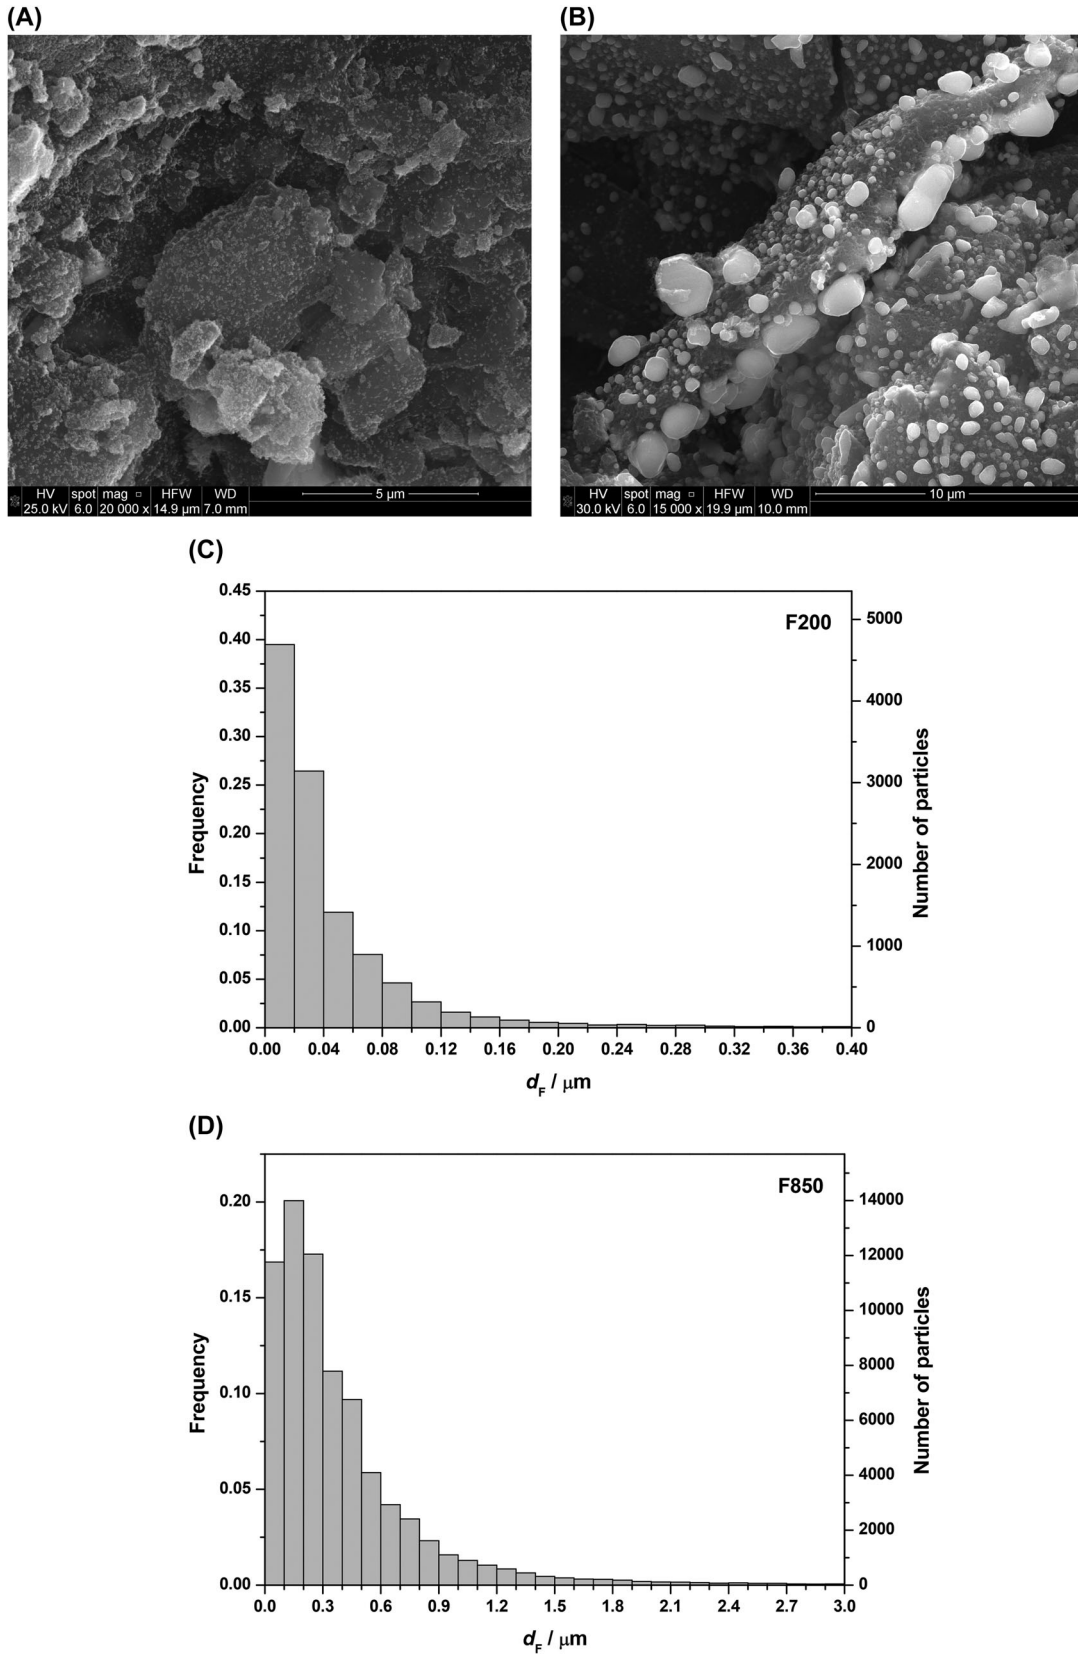 (A)
(B)
HV spot mag □ HFW WD 5 µm
25.0 kV 6.0 20 000 x 14.9 µm 7.0 mm
HV spot mag □ HFW WD 10 µm
30.0 kV 6.0 15 000 x 19.9 µm 10.0 mm
(C)
F200
0.45
0.40
0.35
0.30
0.25
0.20
0.15
0.10
0.05
0.00
Frequency
5000
4000
3000
2000
1000
0
Number of particles
0.00 0.04 0.08 0.12 0.16 0.20 0.24 0.28 0.32 0.36 0.40
dF / µm
(D)
F850
0.20
0.15
0.10
0.05
0.00
Frequency
14000
12000
10000
8000
6000
4000
2000
0
Number of particles
0.0 0.3 0.6 0.9 1.2 1.5 1.8 2.1 2.4 2.7 3.0
dF / µm